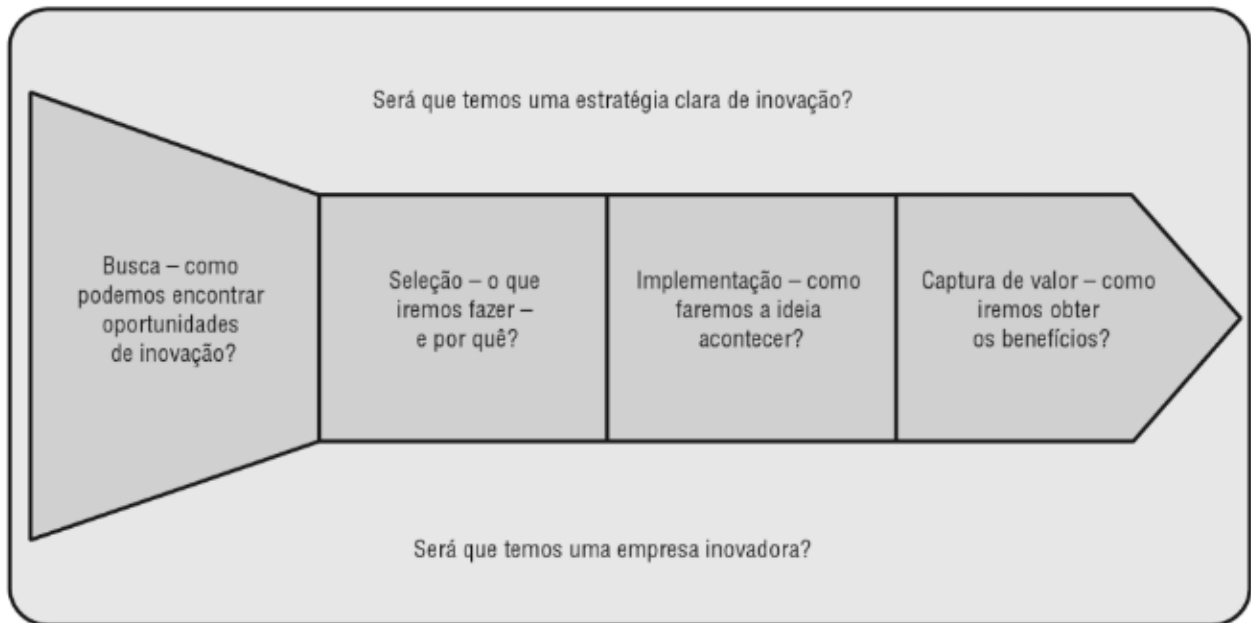 Será que temos uma estratégia clara de inovação?
Busca – como
podemos encontrar
oportunidades
de inovação?
Seleção – o que
iremos fazer –
e por quê?
Implementação – como
faremos a ideia
acontecer?
Captura de valor – como
iremos obter
os benefícios?
Será que temos uma empresa inovadora?